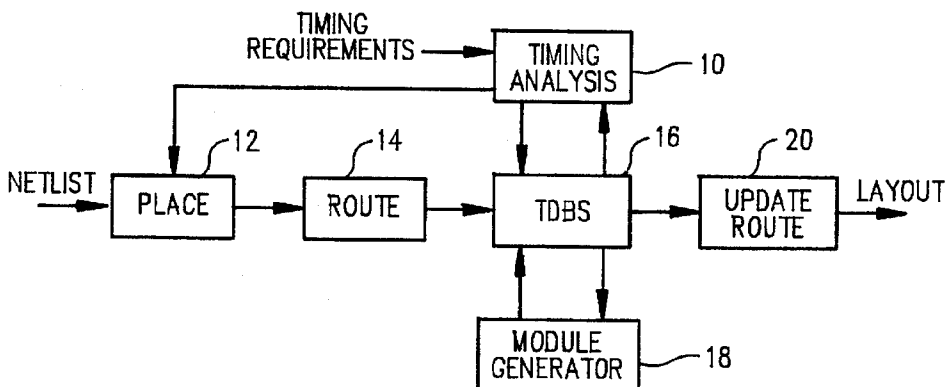 TIMING
REQUIREMENTS
TIMING
ANALYSIS
10
12
14
16
20
NETLIST
PLACE
ROUTE
TDBS
UPDATE
ROUTE
LAYOUT
MODULE
GENERATOR
18